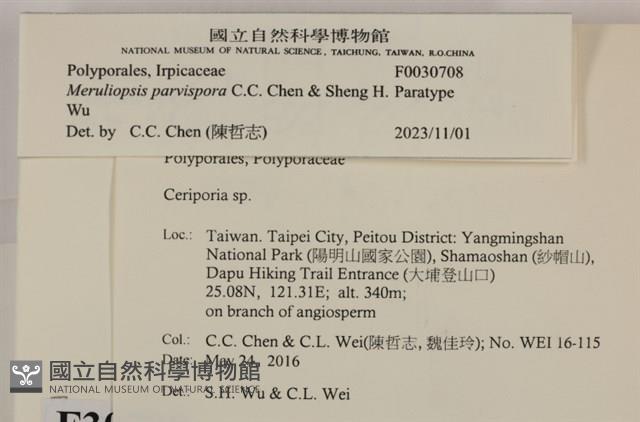 國立自然科學博物館
NATIONAL MUSEUM OF NATURAL SCIENCE, TAICHUNG, TAIWAN, R.O.CHINA
Polyporales, Irpicaceae F0030708
Meruliopsis parvispora C.C. Chen & Sheng H. Paratype
Wu
Det. by C.C. Chen (陳哲志) 2023/11/01
Polyporales, Polyporaceae
Ceriporia sp.
Loc.: Taiwan. Taipei City, Peitou District: Yangmingshan
National Park (陽明山國家公園), Shamaoshan (紗帽山),
Dapu Hiking Trail Entrance (大埔登山口)
25.08N, 121.31E; alt. 340m;
on branch of angiosperm
Col.: C.C. Chen & C.L. Wei(陳哲志, 魏佳玲); No. WEI 16-115
Date: May 24, 2016
國立自然科學博物館
NATIONAL MUSEUM OF NATURAL SCIENCE
Det.: S.H. Wu & C.L. Wei